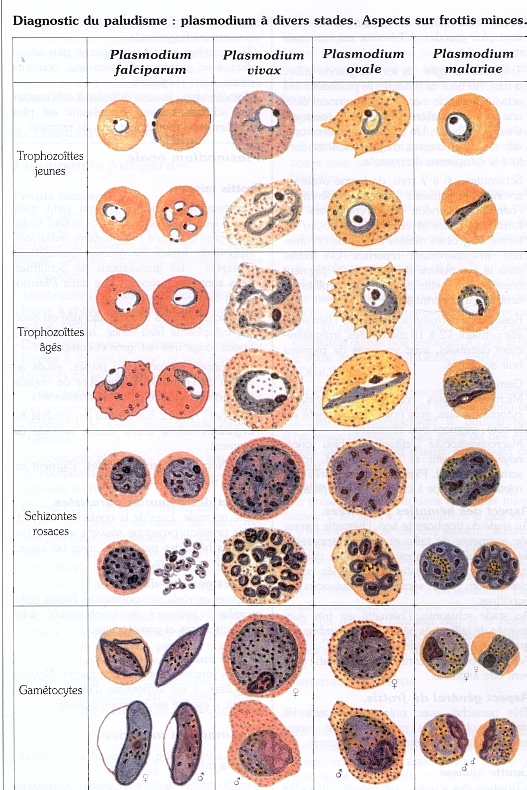 Diagnostic du paludisme : plasmodium à divers stades. Aspects sur frottis minces.
Plasmodium falciparum
Plasmodium vivax
Plasmodium ovale
Plasmodium malariae
Trophozoïtes
jeunes
Trophozoïtes
âgés
Schizontes
rosaces
Gamétocytes
♀
♀
♀
♀
♀ ♂
♂
♂
♂ ♂